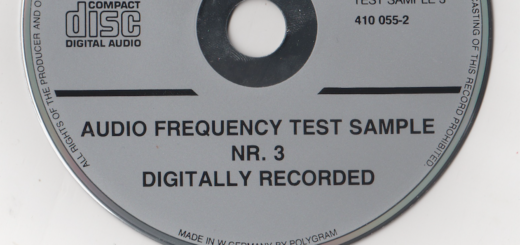 COMPACT
disc
DIGITAL AUDIO
TEST SAMPLE 3
410 055-2
ALL RIGHTS OF THE PRODUCER AND O
CASTING OF THIS RECORD PROHIBITED.
AUDIO FREQUENCY TEST SAMPLE
NR. 3
DIGITALLY RECORDED
MADE IN W. GERMANY BY POLYGRAM